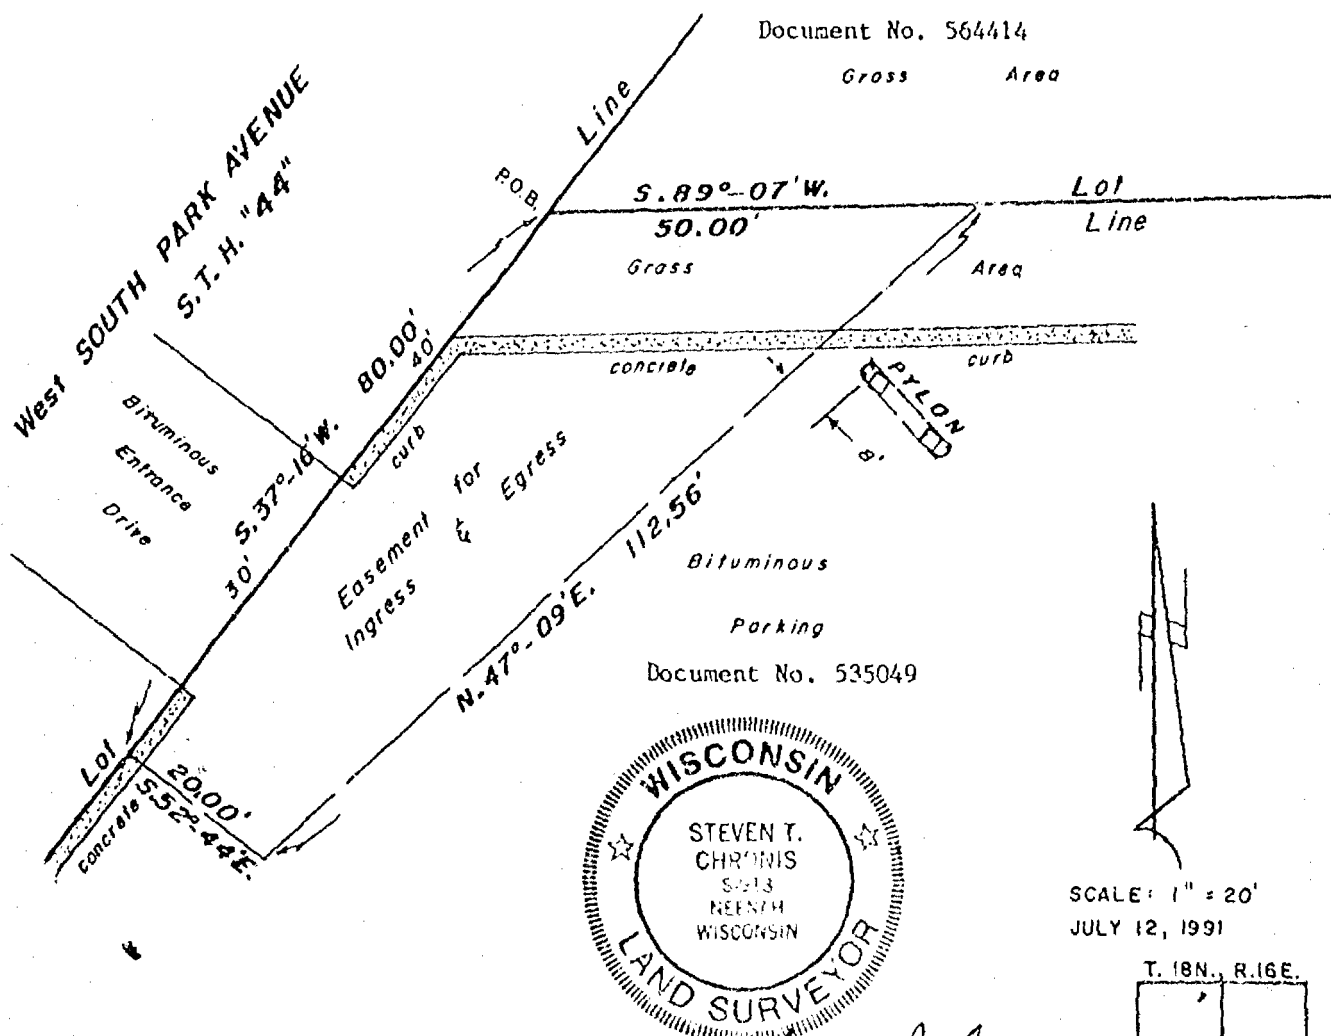 Document No. 564414
Grass Area
West SOUTH PARK AVENUE
S.T.H. "44"
Line
P.O.B.
S.89°-07'W.
50.00'
Lot
Line
Grass
Area
concrete
curb
PYLON
8'
80.00'
40'
curb
S.37°-16'W.
30'
Bituminous
Entrance
Drive
Easement for
Ingress & Egress
112.56'
N.47°-09'E.
Bituminous
Parking
Document No. 535049
Lot
concrete
20.00'
S.52°-44'E.
WISCONSIN
STEVEN T.
CHRONIS
NEENAH
WISCONSIN
LAND SURVEYOR
SCALE: 1" = 20'
JULY 12, 1991
T. 18N., R.16E.